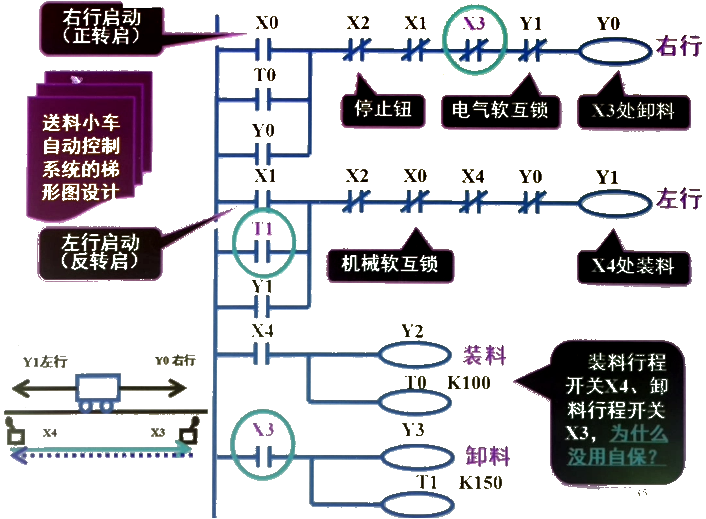 右行启动
（正转启）
X0
X2
X1
X3
Y1
Y0
右行
T0
停止钮
电气软互锁
X3处卸料
Y0
送料小车
自动控制
系统的梯
形图设计
X1
X2
X0
X4
Y0
Y1
左行
T1
左行启动
（反转启）
机械软互锁
X4处装料
Y1
X4
Y2
装料
T0 K100
Y1左行
Y0 右行
X4
X3
X3
Y3
卸料
T1 K150
装料行程
开关X4、卸
料行程开关
X3，为什么
没用自保？